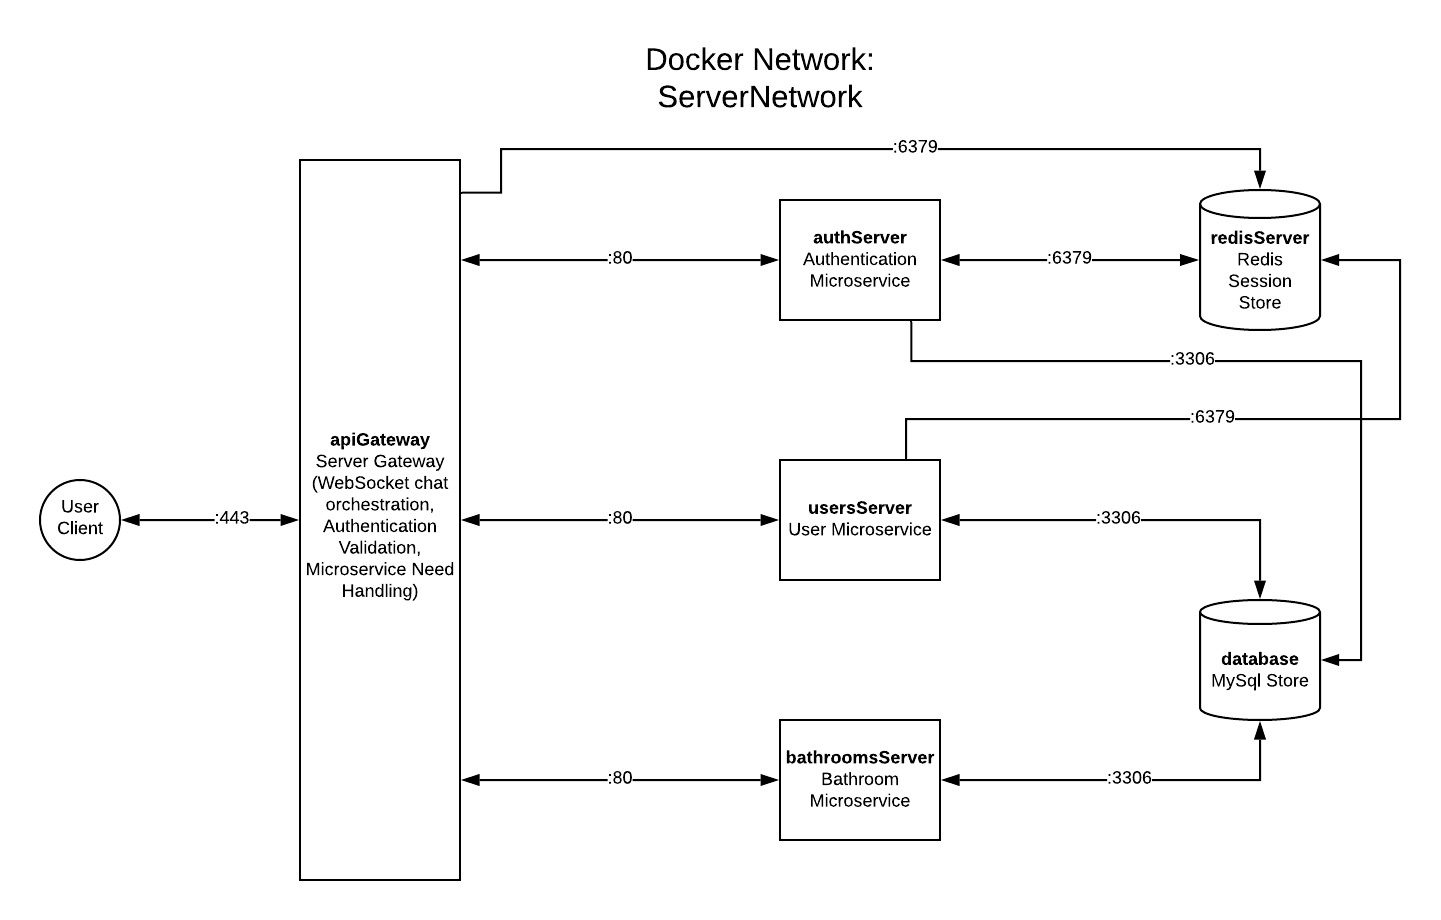 Docker Network:
ServerNetwork
:6379
authServer
Authentication
Microservice
:80
:6379
redisServer
Redis
Session
Store
:3306
:6379
apiGateway
Server Gateway
(WebSocket chat
orchestration,
Authentication
Validation,
Microservice Need
Handling)
User
Client
:443
:80
usersServer
User Microservice
:3306
database
MySql Store
:80
bathroomsServer
Bathroom
Microservice
:3306